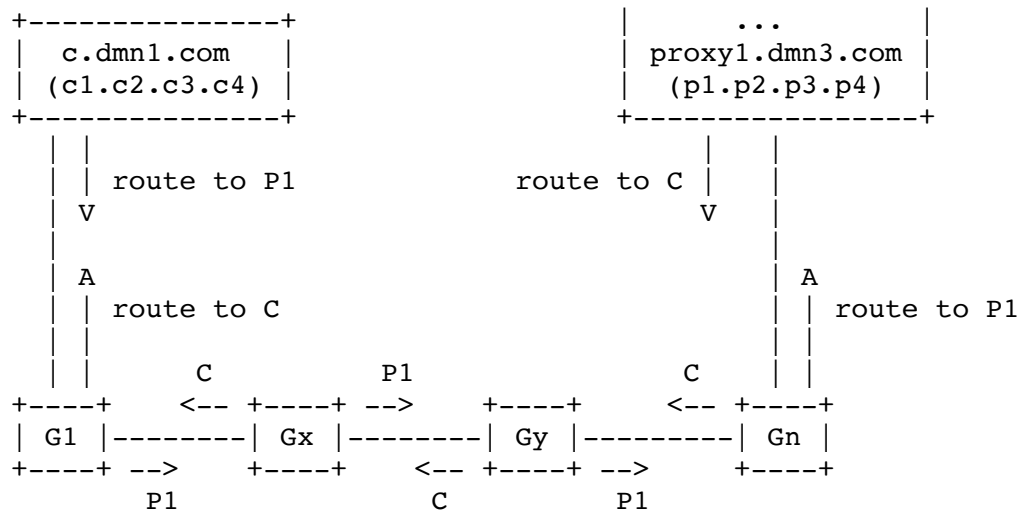 ...
c.dmn1.com proxy1.dmn3.com
(c1.c2.c3.c4) (p1.p2.p3.p4)
route to P1 route to C
V V
A A
route to C route to P1
C P1 C
<-- --> <--
G1 Gx Gy Gn
--> <-- -->
P1 C P1